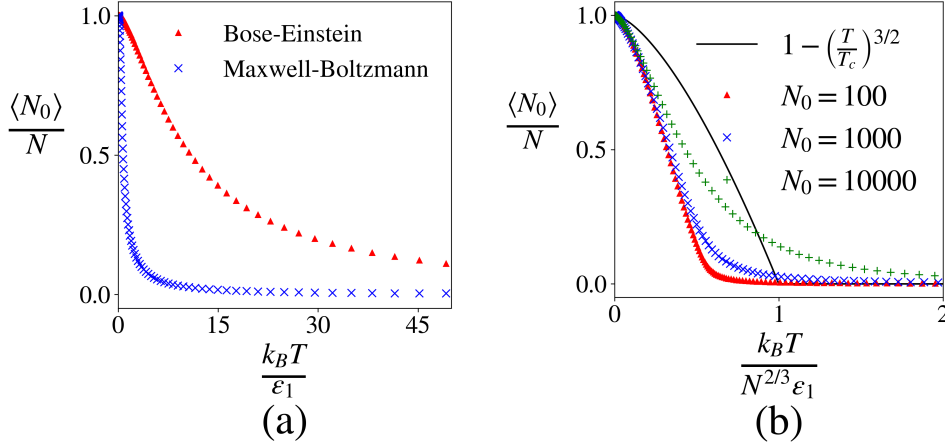 1.0
0.5
0.0
⟨N₀⟩/N
Bose-Einstein
Maxwell-Boltzmann
0 15 30 45
k_B T/ε₁
(a)
1.0
0.5
0.0
⟨N₀⟩/N
1 − (T/T_c)^{3/2}
N₀ = 100
N₀ = 1000
N₀ = 10000
0 1 2
k_B T/N^{2/3}ε₁
(b)